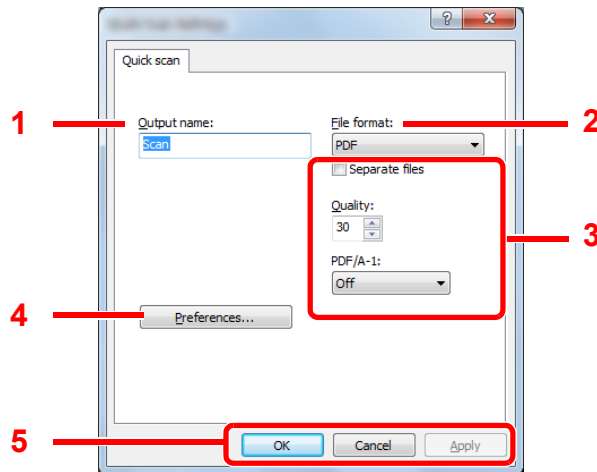 Quick scan
1
Output name:
Scan
File format:
2
PDF
Separate files
Quality:
30
3
PDF/A-1:
Off
4
Preferences...
5
OK
Cancel
Apply